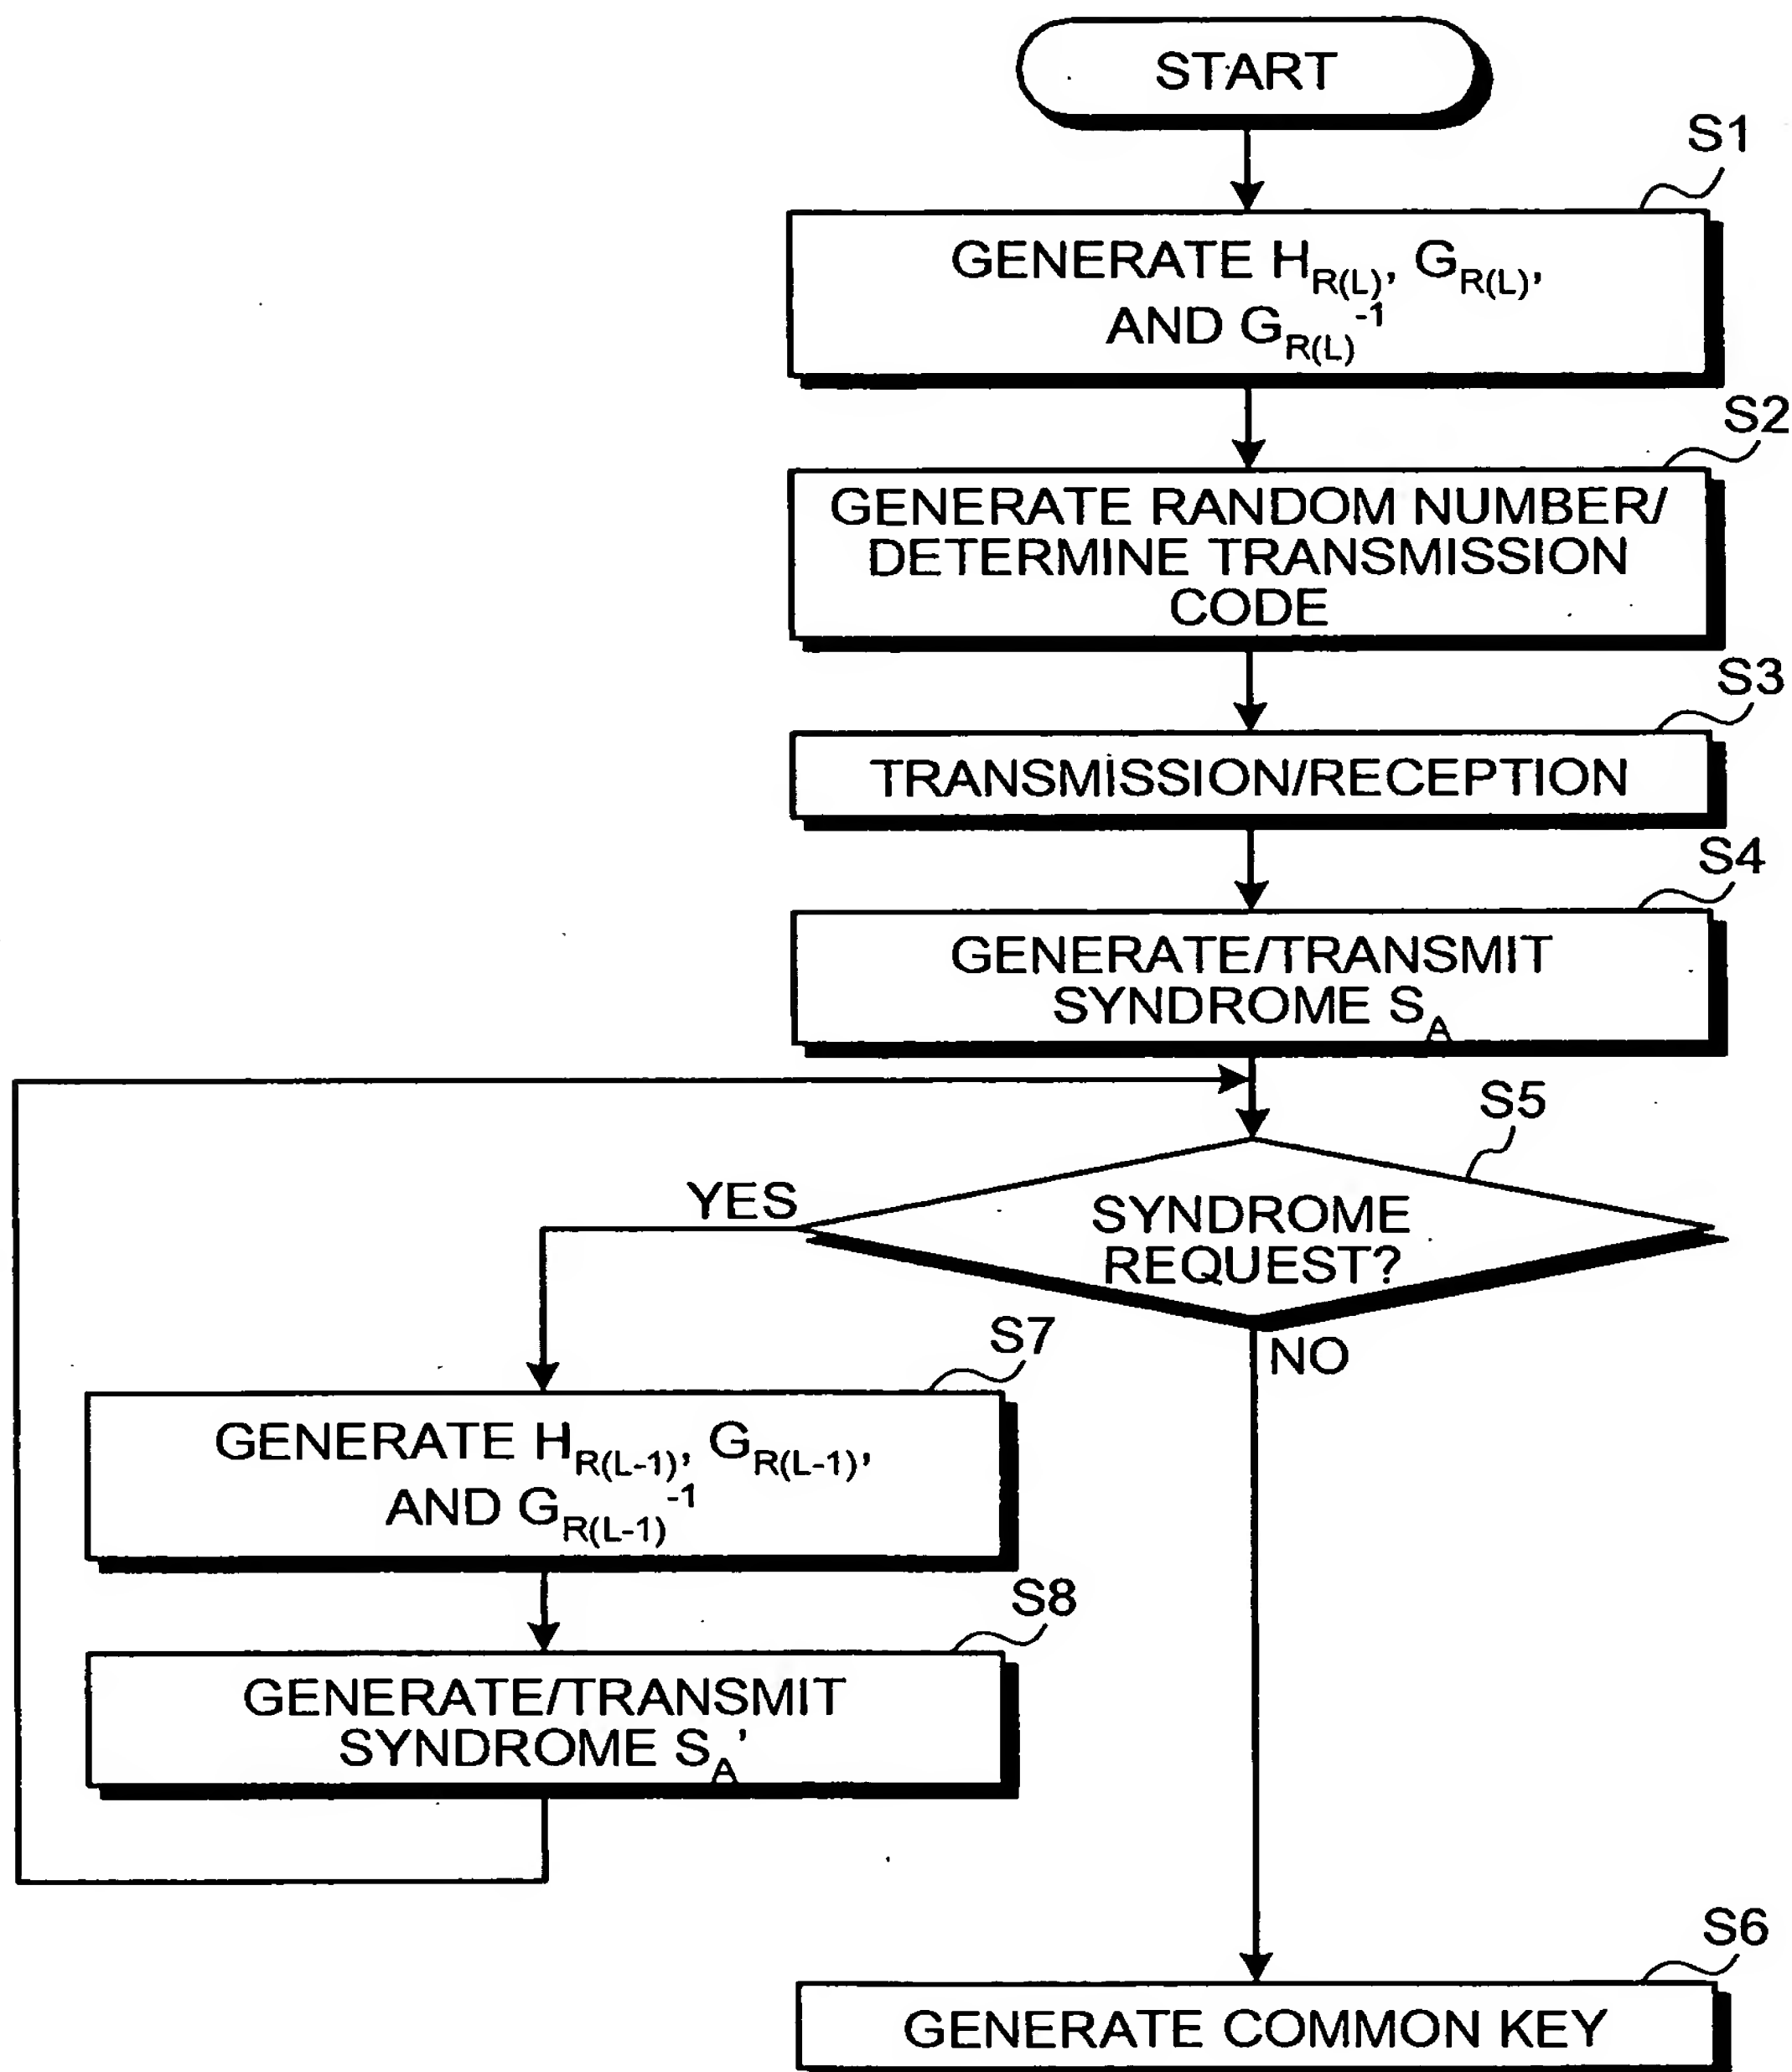 START
S1
GENERATE H_R(L), G_R(L),
AND G_R(L)^-1
S2
GENERATE RANDOM NUMBER/
DETERMINE TRANSMISSION
CODE
S3
TRANSMISSION/RECEPTION
S4
GENERATE/TRANSMIT
SYNDROME S_A
S5
YES
SYNDROME
REQUEST?
NO
S7
GENERATE H_R(L-1), G_R(L-1),
AND G_R(L-1)^-1
S8
GENERATE/TRANSMIT
SYNDROME S_A'
S6
GENERATE COMMON KEY